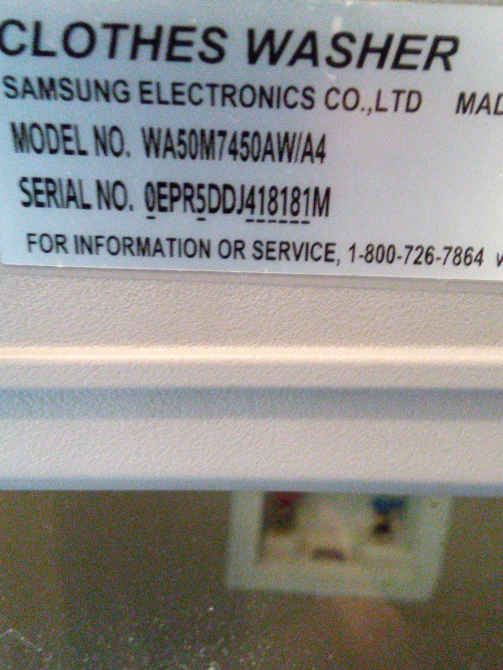 CLOTHES WASHER
SAMSUNG ELECTRONICS CO.,LTD MAD
MODEL NO. WA50M7450AW/A4
SERIAL NO. 0EPR5DDJ418181M
FOR INFORMATION OR SERVICE, 1-800-726-7864